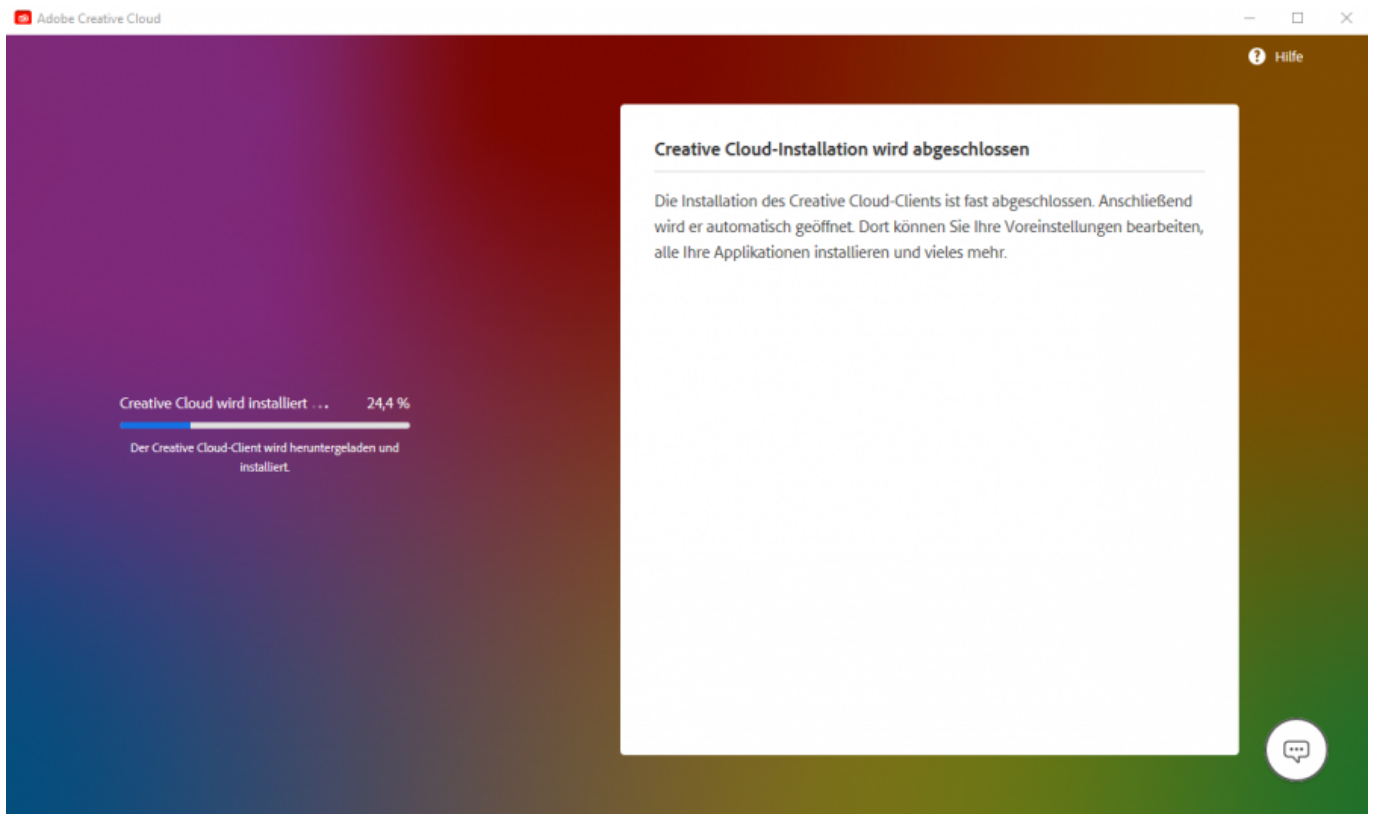 Adobe Creative Cloud
Hilfe
Creative Cloud-Installation wird abgeschlossen
Die Installation des Creative Cloud-Clients ist fast abgeschlossen. Anschließend
wird er automatisch geöffnet. Dort können Sie Ihre Voreinstellungen bearbeiten,
alle Ihre Applikationen installieren und vieles mehr.
Creative Cloud wird installiert ... 24,4 %
Der Creative Cloud-Client wird heruntergeladen und
installiert.